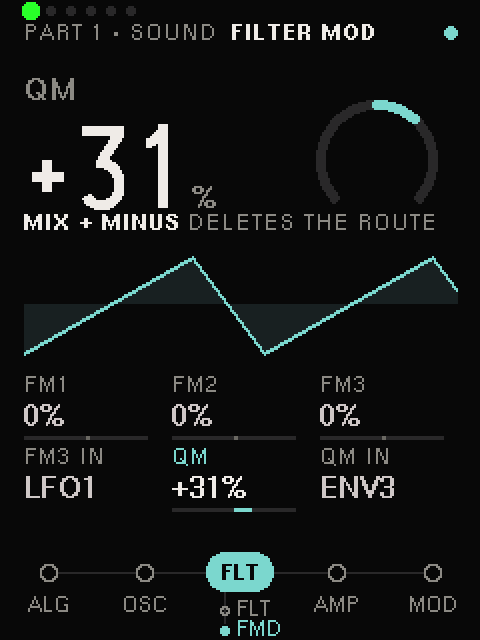 PART 1 · SOUND FILTER MOD
QM
+31 %
MIX + MINUS DELETES THE ROUTE
FM1 FM2 FM3
0% 0% 0%
FM3 IN QM QM IN
LFO1 +31% ENV3
FLT
ALG OSC FLT AMP MOD
FMD